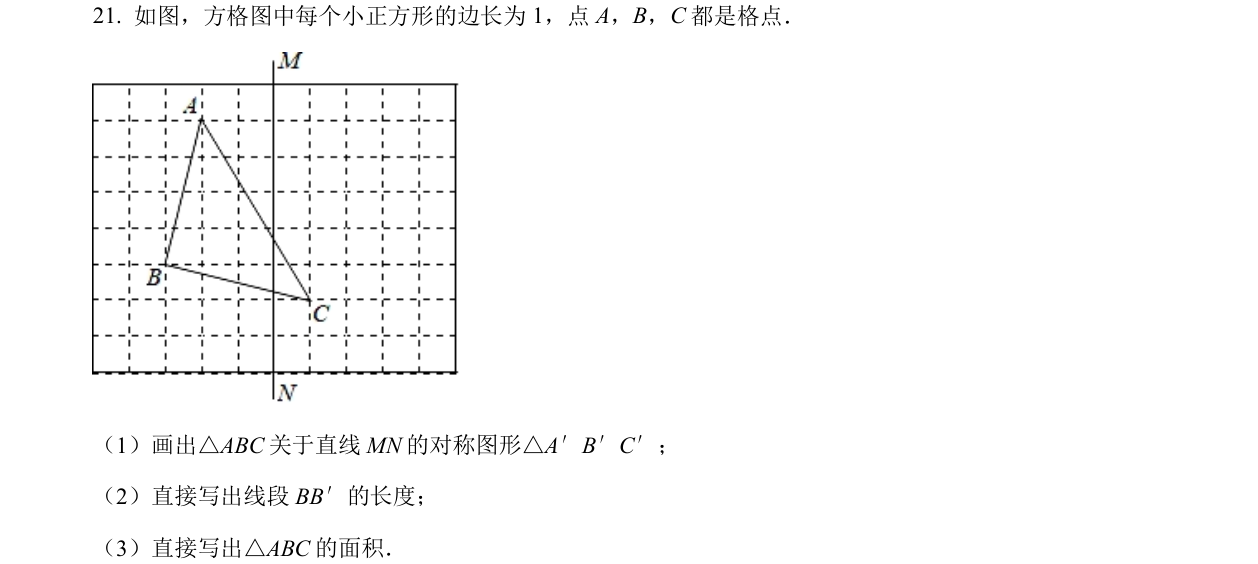 21. 如图，方格图中每个小正方形的边长为 1，点 A，B，C 都是格点．
M
A
B
C
N
（1）画出△ABC 关于直线 MN 的对称图形△A′B′C′；
（2）直接写出线段 BB′的长度；
（3）直接写出△ABC 的面积．